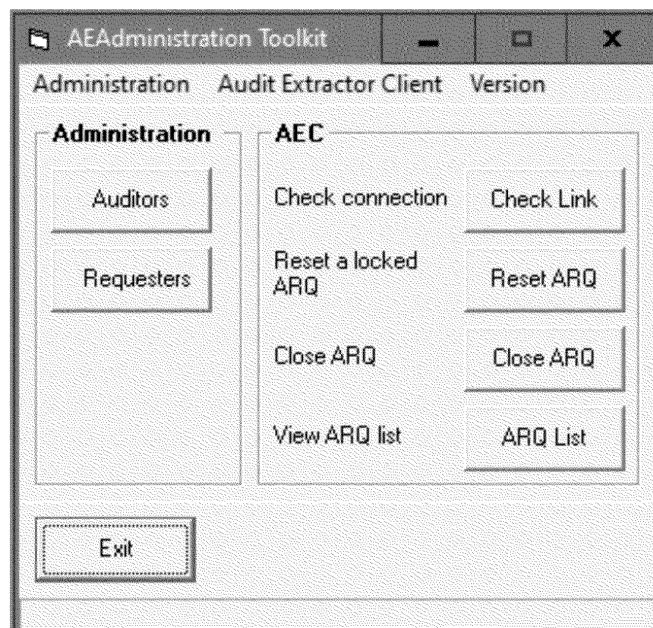 AEAdministration Toolkit
Administration Audit Extractor Client Version
Administration
Auditors
Requesters
AEC
Check connection
Check Link
Reset a locked
ARQ
Reset ARQ
Close ARQ
Close ARQ
View ARQ list
ARQ List
Exit